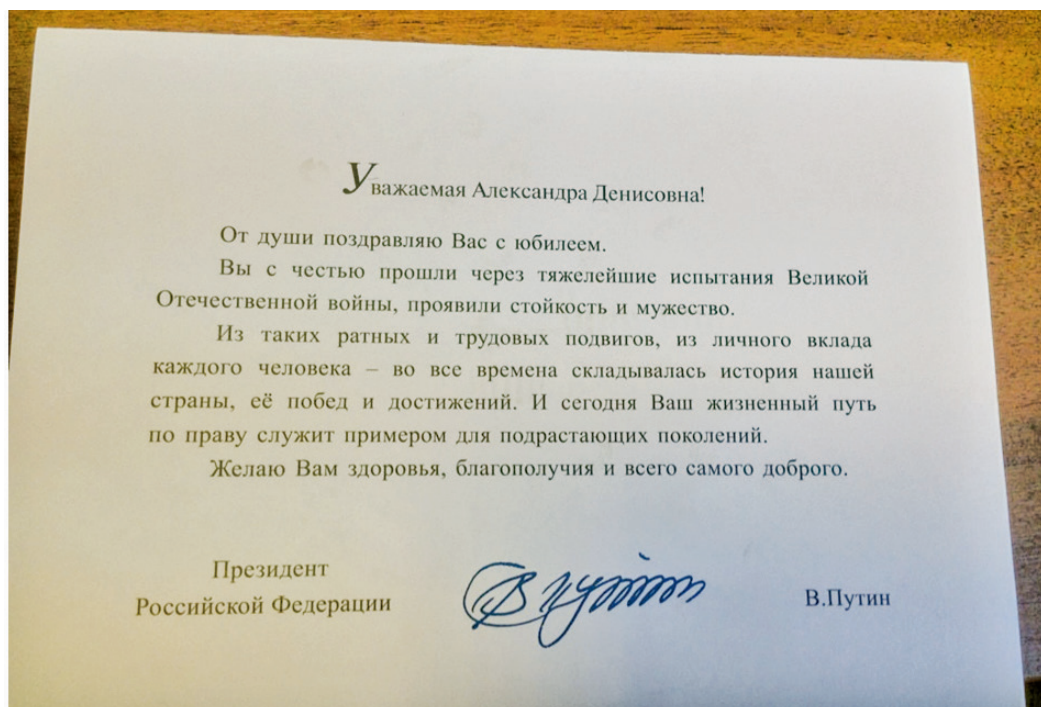 Уважаемая Александра Денисовна!
От души поздравляю Вас с юбилеем.
Вы с честью прошли через тяжелейшие испытания Великой
Отечественной войны, проявили стойкость и мужество.
Из таких ратных и трудовых подвигов, из личного вклада
каждого человека – во все времена складывалась история нашей
страны, её побед и достижений. И сегодня Ваш жизненный путь
по праву служит примером для подрастающих поколений.
Желаю Вам здоровья, благополучия и всего самого доброго.
Президент
Российской Федерации
В.Путин